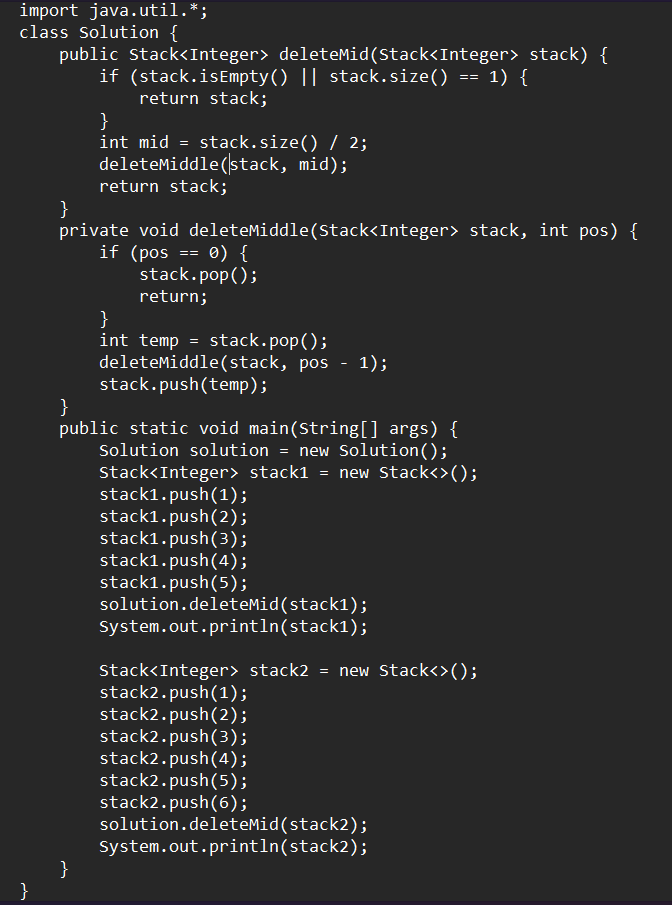 import java.util.*;
class Solution {
    public Stack<Integer> deleteMid(Stack<Integer> stack) {
        if (stack.isEmpty() || stack.size() == 1) {
            return stack;
        }
        int mid = stack.size() / 2;
        deleteMiddle(stack, mid);
        return stack;
    }
    private void deleteMiddle(Stack<Integer> stack, int pos) {
        if (pos == 0) {
            stack.pop();
            return;
        }
        int temp = stack.pop();
        deleteMiddle(stack, pos - 1);
        stack.push(temp);
    }
    public static void main(String[] args) {
        Solution solution = new Solution();
        Stack<Integer> stack1 = new Stack<>();
        stack1.push(1);
        stack1.push(2);
        stack1.push(3);
        stack1.push(4);
        stack1.push(5);
        solution.deleteMid(stack1);
        System.out.println(stack1);

        Stack<Integer> stack2 = new Stack<>();
        stack2.push(1);
        stack2.push(2);
        stack2.push(3);
        stack2.push(4);
        stack2.push(5);
        stack2.push(6);
        solution.deleteMid(stack2);
        System.out.println(stack2);
    }
}